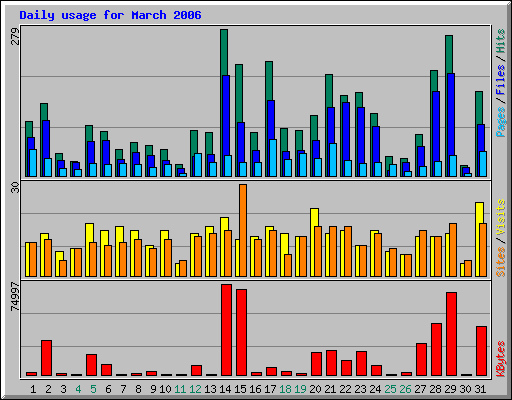 Daily usage for March 2006
279
Pages / Files / Hits
30
Sites / Visits
74997
KBytes
1 2 3 4 5 6 7 8 9 10 11 12 13 14 15 16 17 18 19 20 21 22 23 24 25 26 27 28 29 30 31